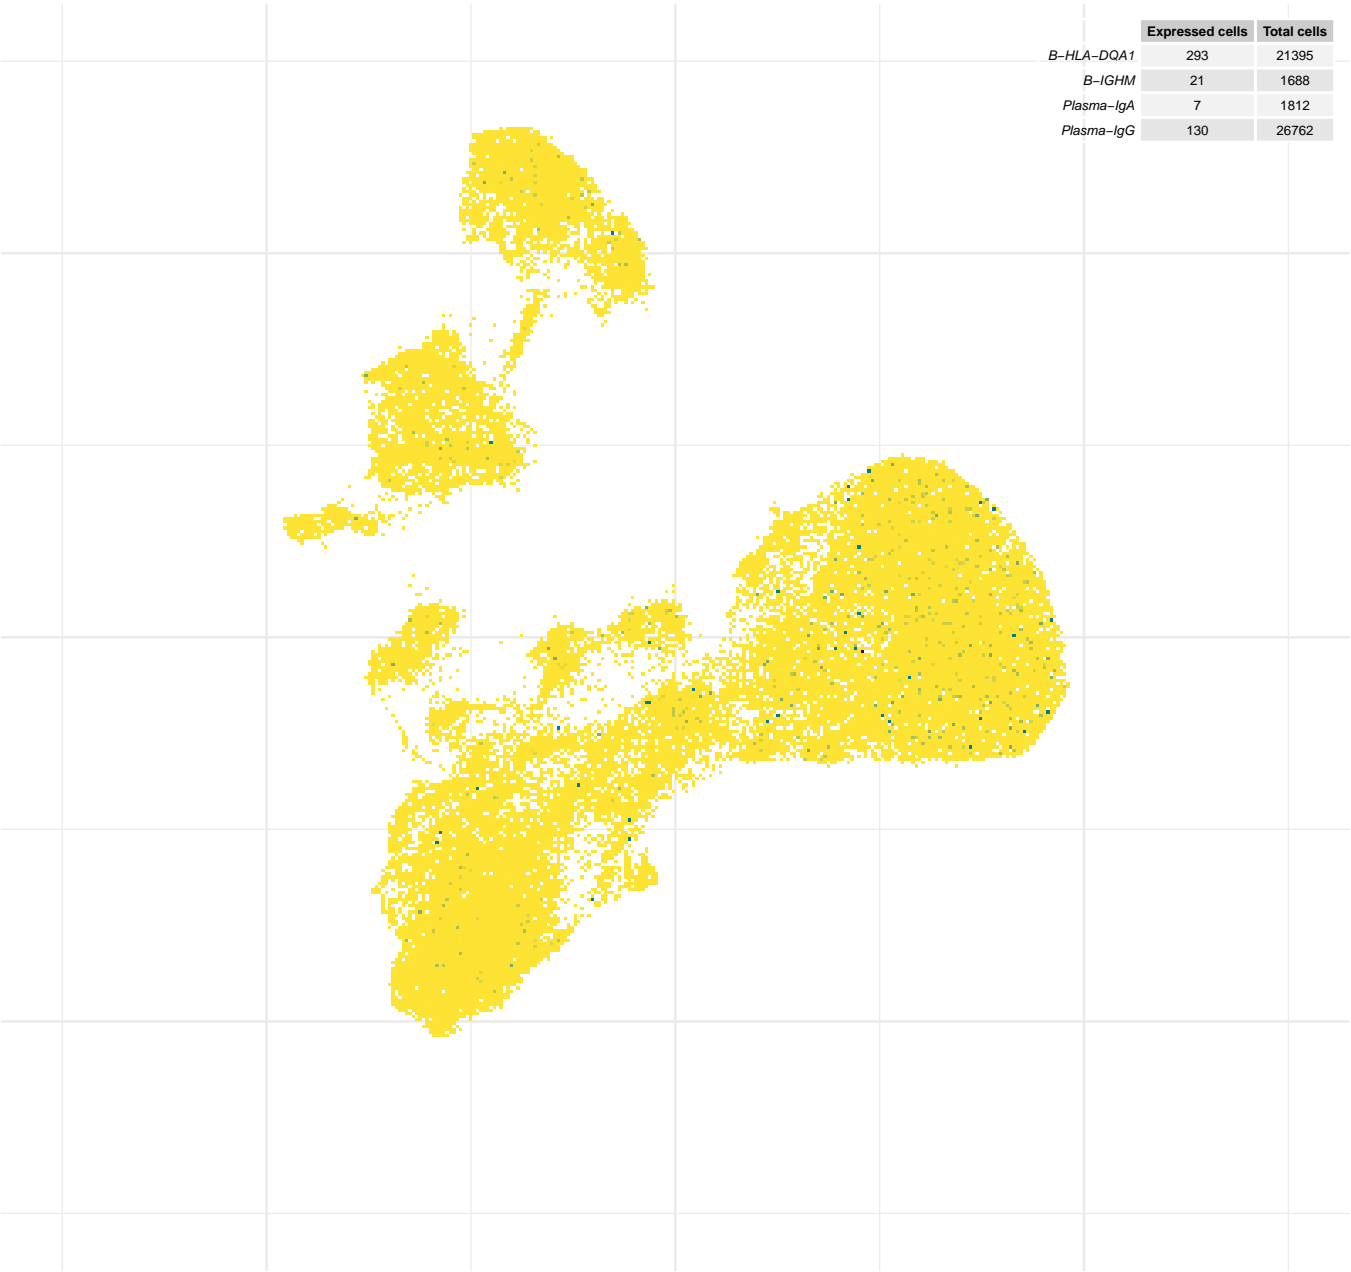 Expressed cells Total cells
B−HLA−DQA1 293 21395
B−IGHM 21 1688
Plasma−IgA 7 1812
Plasma−IgG 130 26762